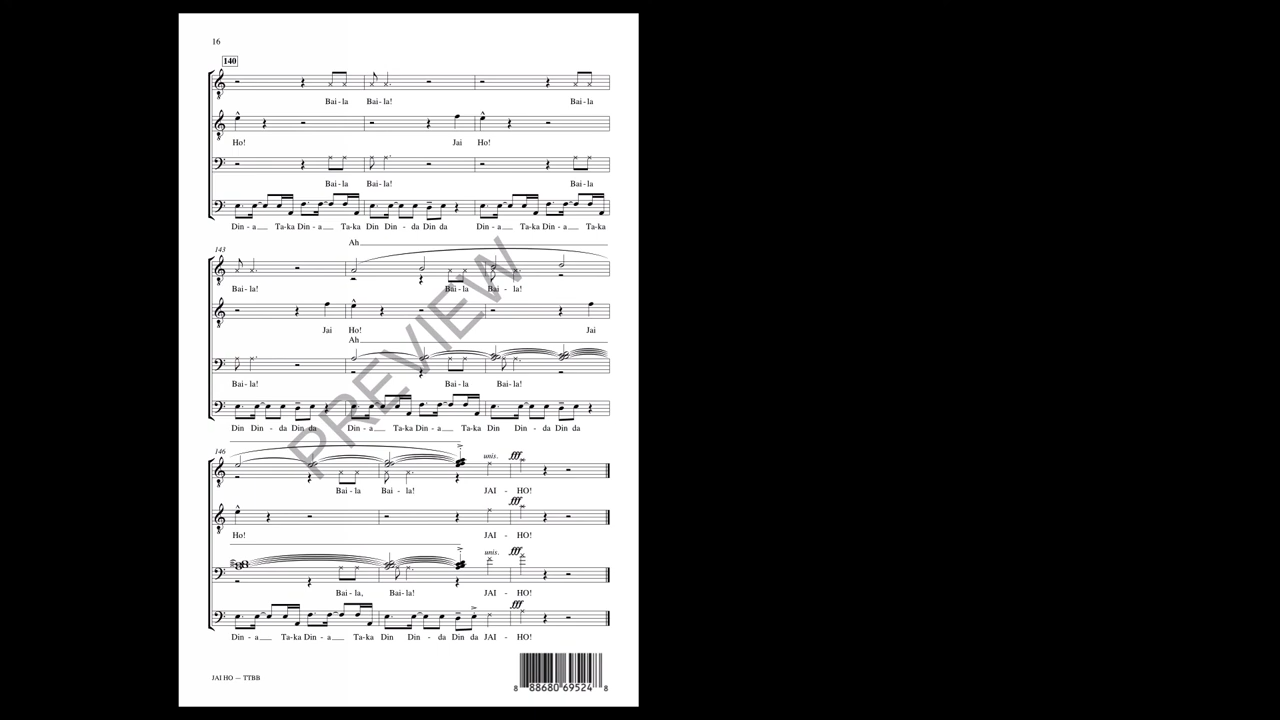 16
140
Bai - la Bai - la! Bai - la
Ho! Jai Ho!
Bai - la Bai - la! Bai - la
Din - a Ta-ka Din - a Ta-ka Din Din - da Din da Din - a Ta-ka Din - a Ta-ka
143
Ah
Bai - la! Bai - la Bai - la!
Jai Ho! Jai
Ah
Bai - la! Bai - la Bai - la!
Din Din - da Din da Din - a Ta-ka Din - a Ta-ka Din Din - da Din da
146
unis. fff
Bai - la Bai - la! JAI - HO!
fff
Ho! JAI - HO!
unis. fff
Bai - la, Bai - la! JAI - HO!
fff
Din - a Ta-ka Din - a Ta-ka Din Din - da Din da JAI - HO!
PREVIEW
JAI HO — TTBB
8 88680 69524 8